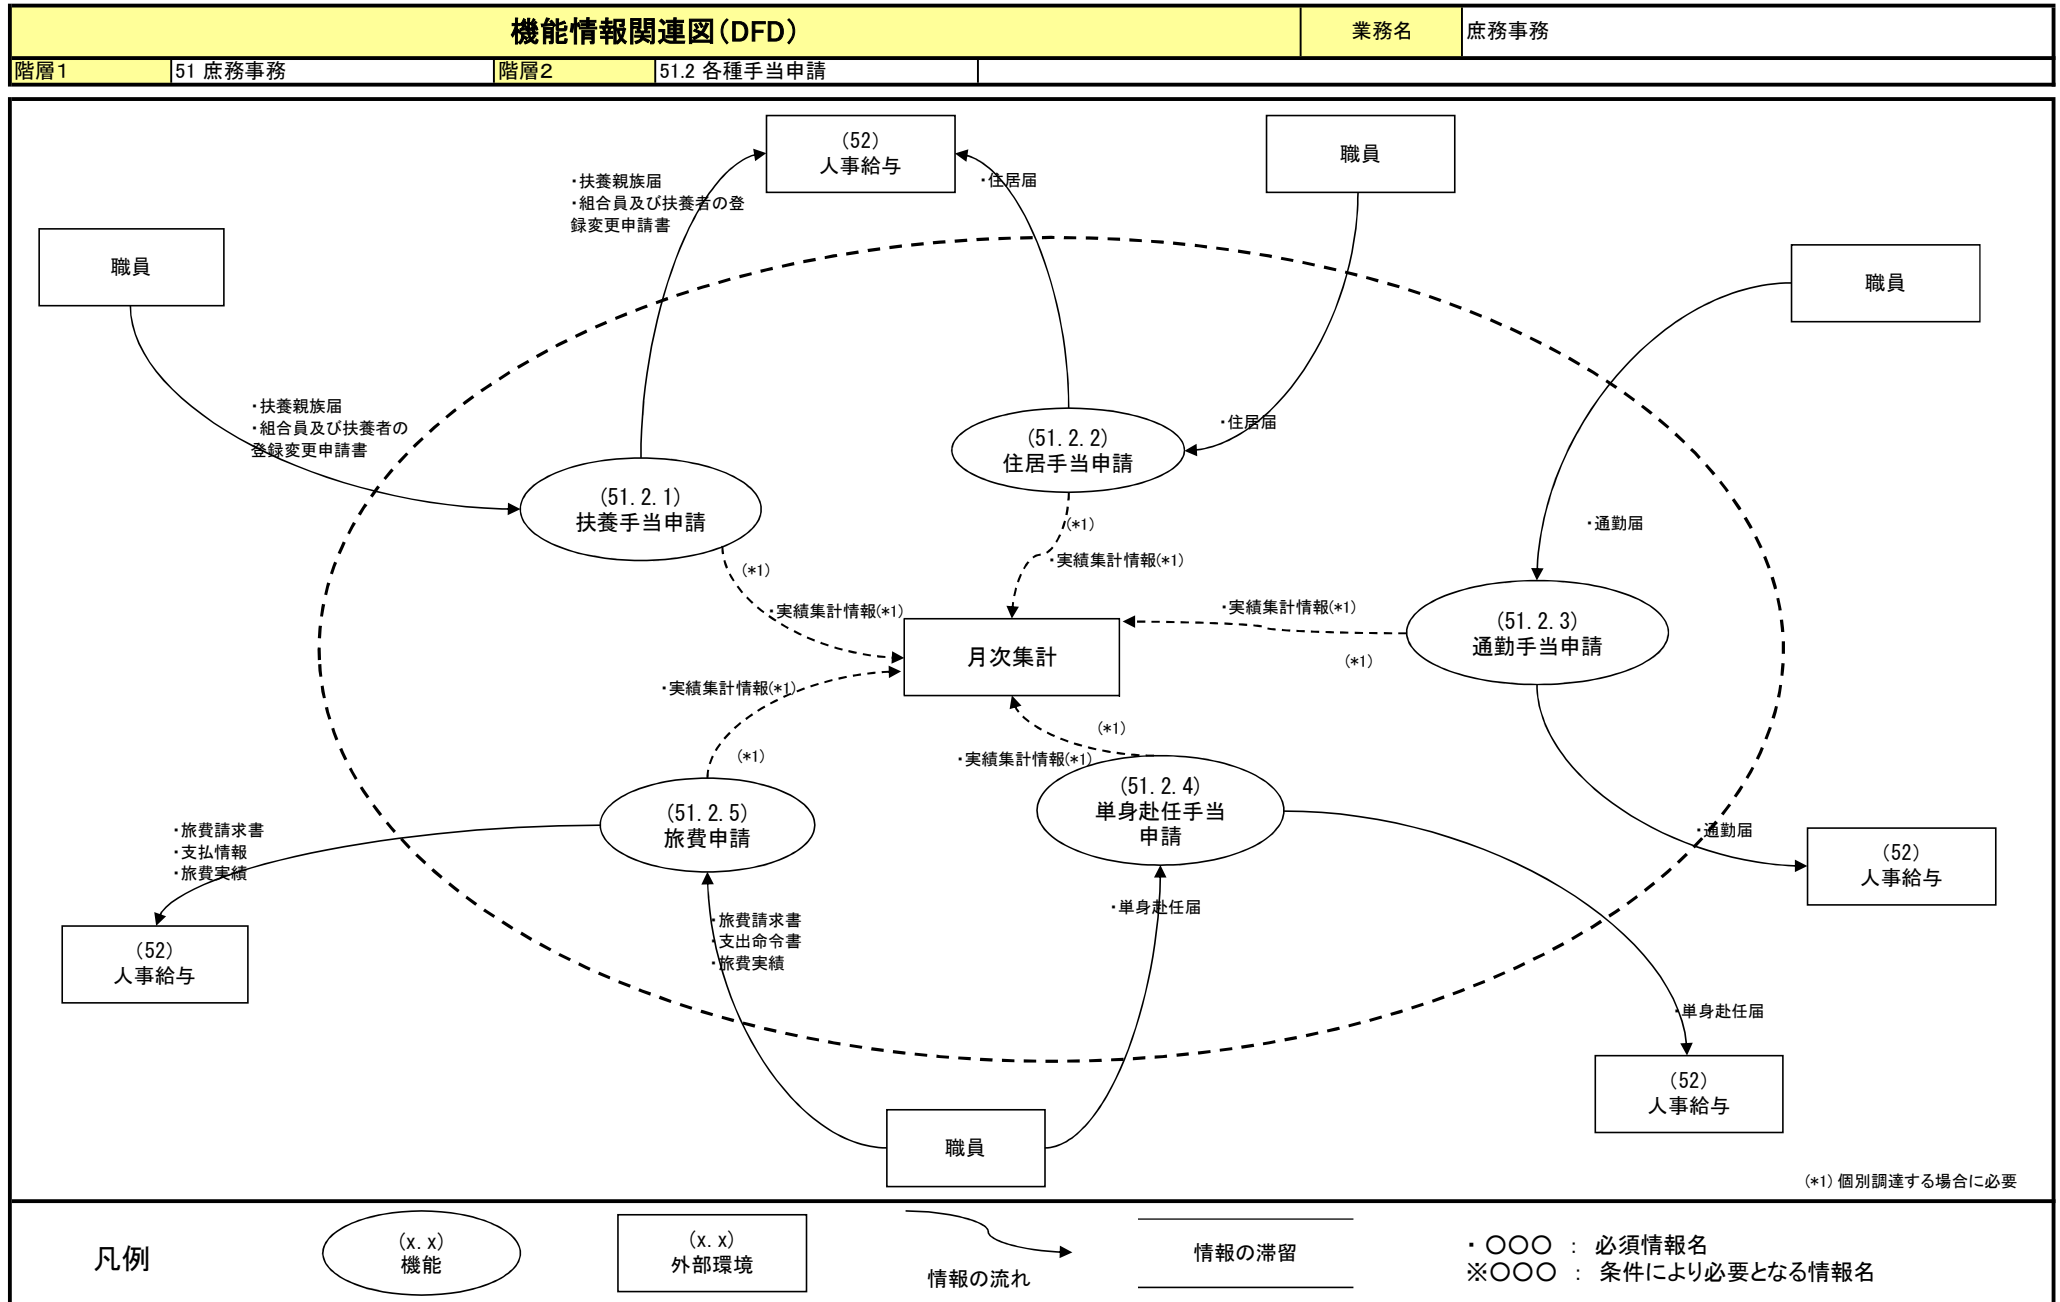 機能情報関連図(DFD)
業務名
庶務事務
階層1
51 庶務事務
階層2
51.2 各種手当申請
(52)
人事給与
職員
・扶養親族届
・組合員及び扶養者の登
録変更申請書
・住居届
職員
職員
・扶養親族届
・組合員及び扶養者の
登録変更申請書
・住居届
(51.2.2)
住居手当申請
(51.2.1)
扶養手当申請
(*1)
・通勤届
・実績集計情報(*1)
(*1)
・実績集計情報(*1)
・実績集計情報(*1)
(51.2.3)
通勤手当申請
月次集計
(*1)
・実績集計情報(*1)
(*1)
(*1)
・実績集計情報(*1)
(51.2.4)
単身赴任手当
申請
(51.2.5)
旅費申請
・旅費請求書
・支払情報
・旅費実績
・通勤届
(52)
人事給与
・単身赴任届
・旅費請求書
・支出命令書
・旅費実績
(52)
人事給与
・単身赴任届
(52)
人事給与
職員
(*1) 個別調達する場合に必要
凡例
(x.x)
機能
(x.x)
外部環境
情報の流れ
情報の滞留
・ ○○○ : 必須情報名
※○○○ : 条件により必要となる情報名